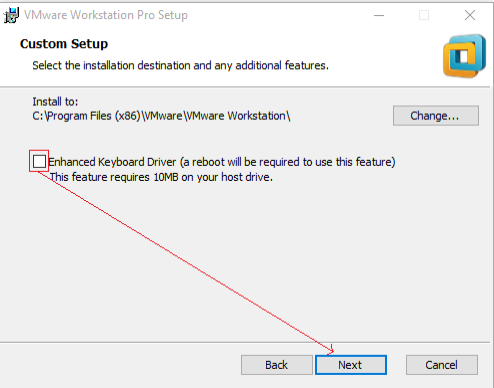 VMware Workstation Pro Setup
Custom Setup
Select the installation destination and any additional features.
Install to:
C:\Program Files (x86)\VMware\VMware Workstation\
Change...
Enhanced Keyboard Driver (a reboot will be required to use this feature)
This feature requires 10MB on your host drive.
Back
Next
Cancel